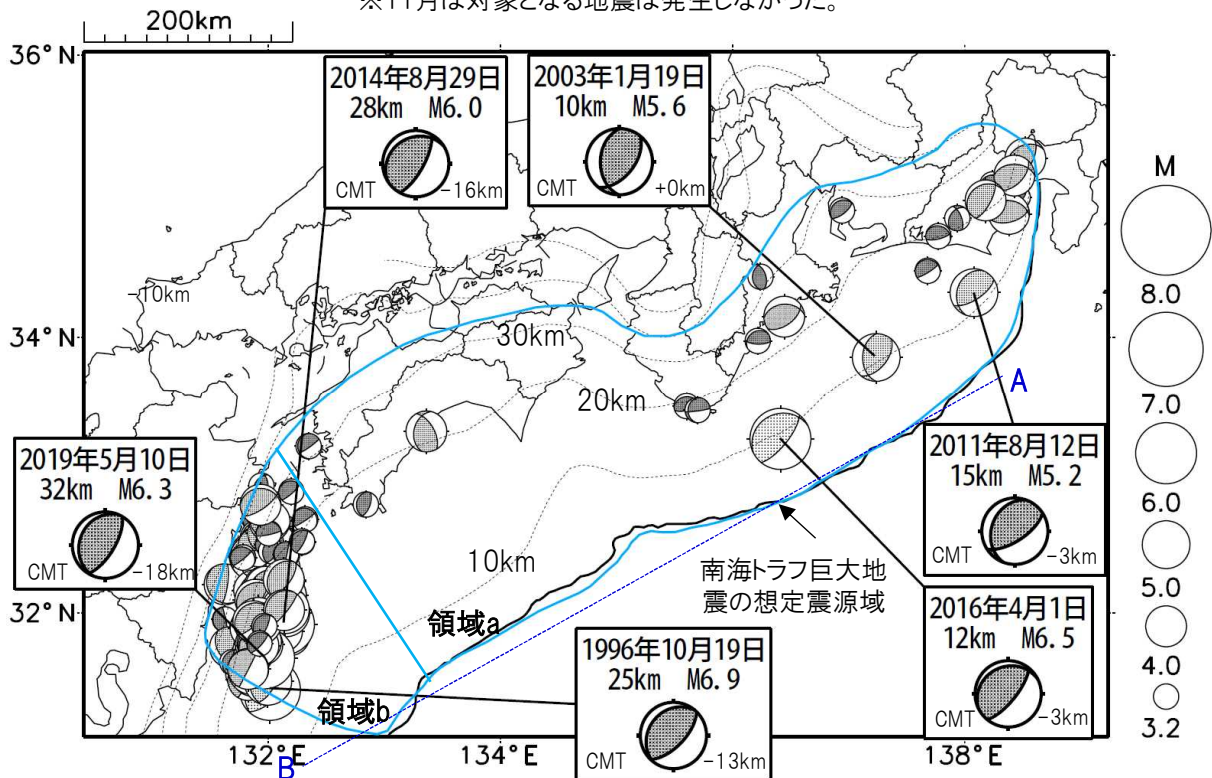 ※11月は対象となる地震は発生しなかった。
200km
36°N
34°N
32°N
132°E
134°E
138°E
2014年8月29日
28km M6.0
CMT
-16km
2003年1月19日
10km M5.6
CMT
+0km
M
8.0
7.0
6.0
5.0
4.0
3.2
-10km
30km
20km
10km
A
2019年5月10日
32km M6.3
CMT
-18km
2011年8月12日
15km M5.2
CMT
-3km
南海トラフ巨大地
震の想定震源域
2016年4月1日
12km M6.5
CMT
-3km
領域a
領域b
1996年10月19日
25km M6.9
CMT
-13km
B